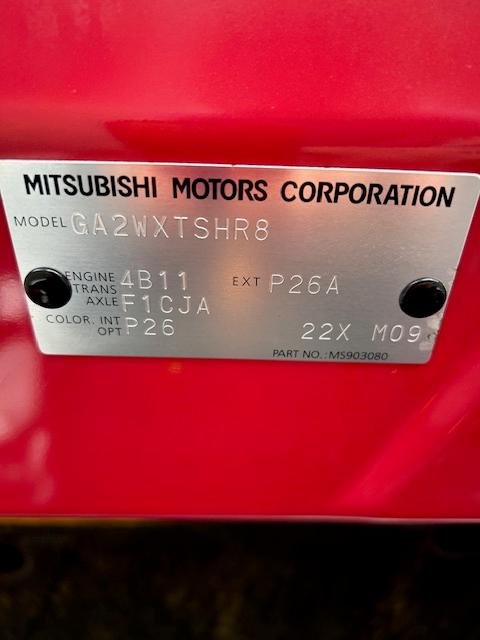 MITSUBISHI MOTORS CORPORATION
MODEL GA2WXTSHR8
ENGINE 4B11 EXT P26A
TRANS AXLE F1CJA
COLOR. INT OPT P26 22X M09
PART NO.: MS903080